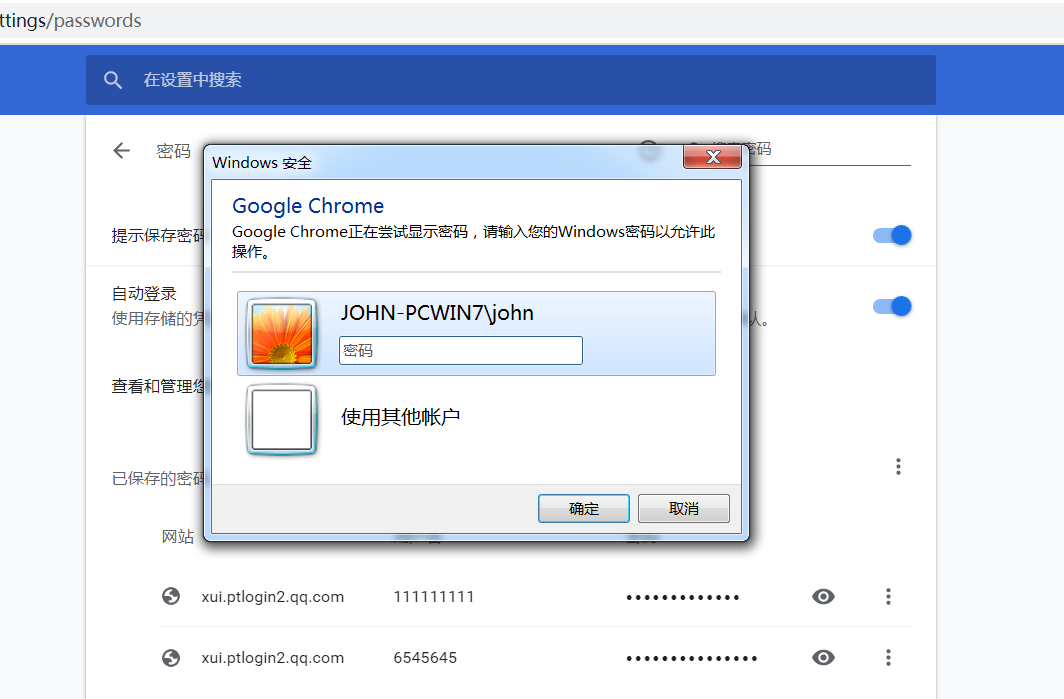 ttings/passwords
在设置中搜索
密码
Windows 安全
密码
Google Chrome
Google Chrome正在尝试显示密码，请输入您的Windows密码以允许此
操作。
提示保存密码
自动登录
使用存储的凭
人。
JOHN-PCWIN7\john
密码
查看和管理您
使用其他帐户
已保存的密码
确定
取消
网站
xui.ptlogin2.qq.com 111111111 •••••••••••••
xui.ptlogin2.qq.com 6545645 •••••••••••••••